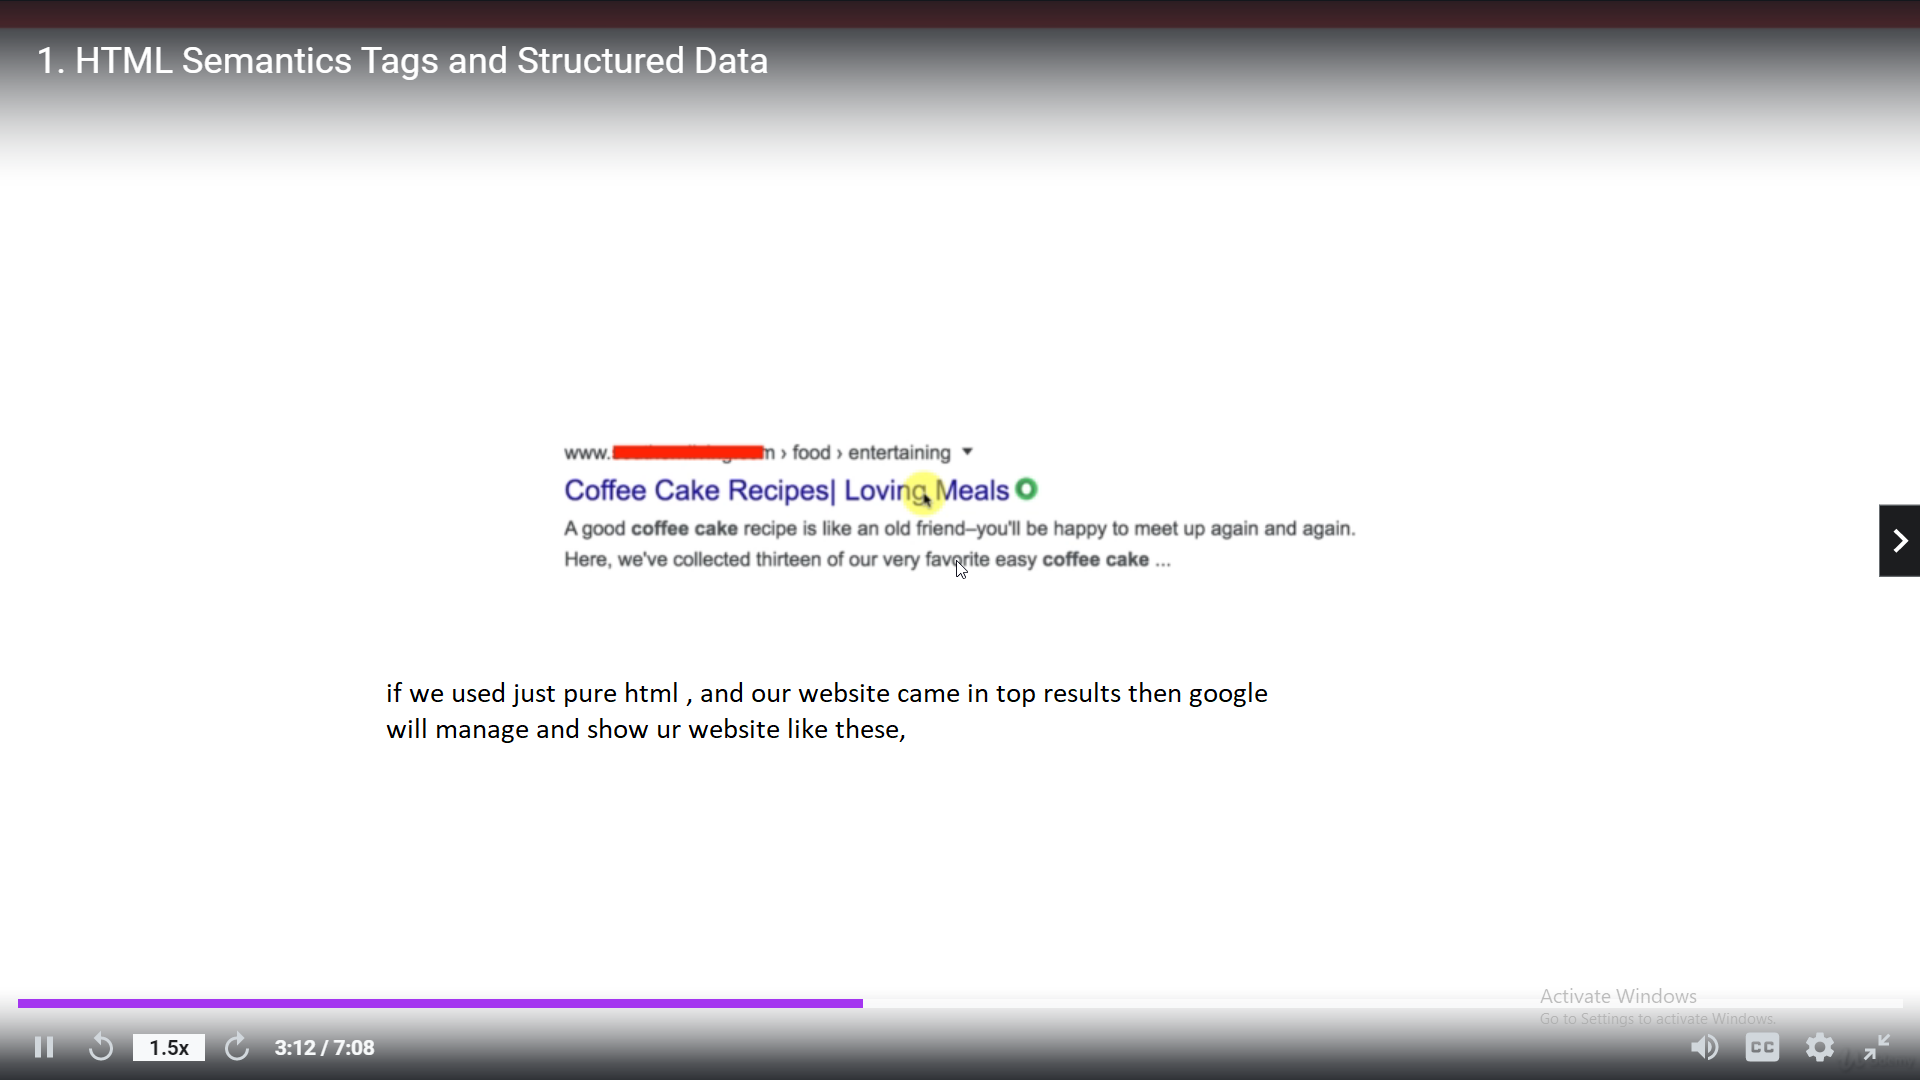 1. HTML Semantics Tags and Structured Data
www. m › food › entertaining
Coffee Cake Recipes| Loving Meals
A good coffee cake recipe is like an old friend–you'll be happy to meet up again and again.
Here, we've collected thirteen of our very favorite easy coffee cake ...
if we used just pure html , and our website came in top results then google
will manage and show ur website like these,
Activate Windows
Go to Settings to activate Windows.
1.5x
3:12 / 7:08
CC